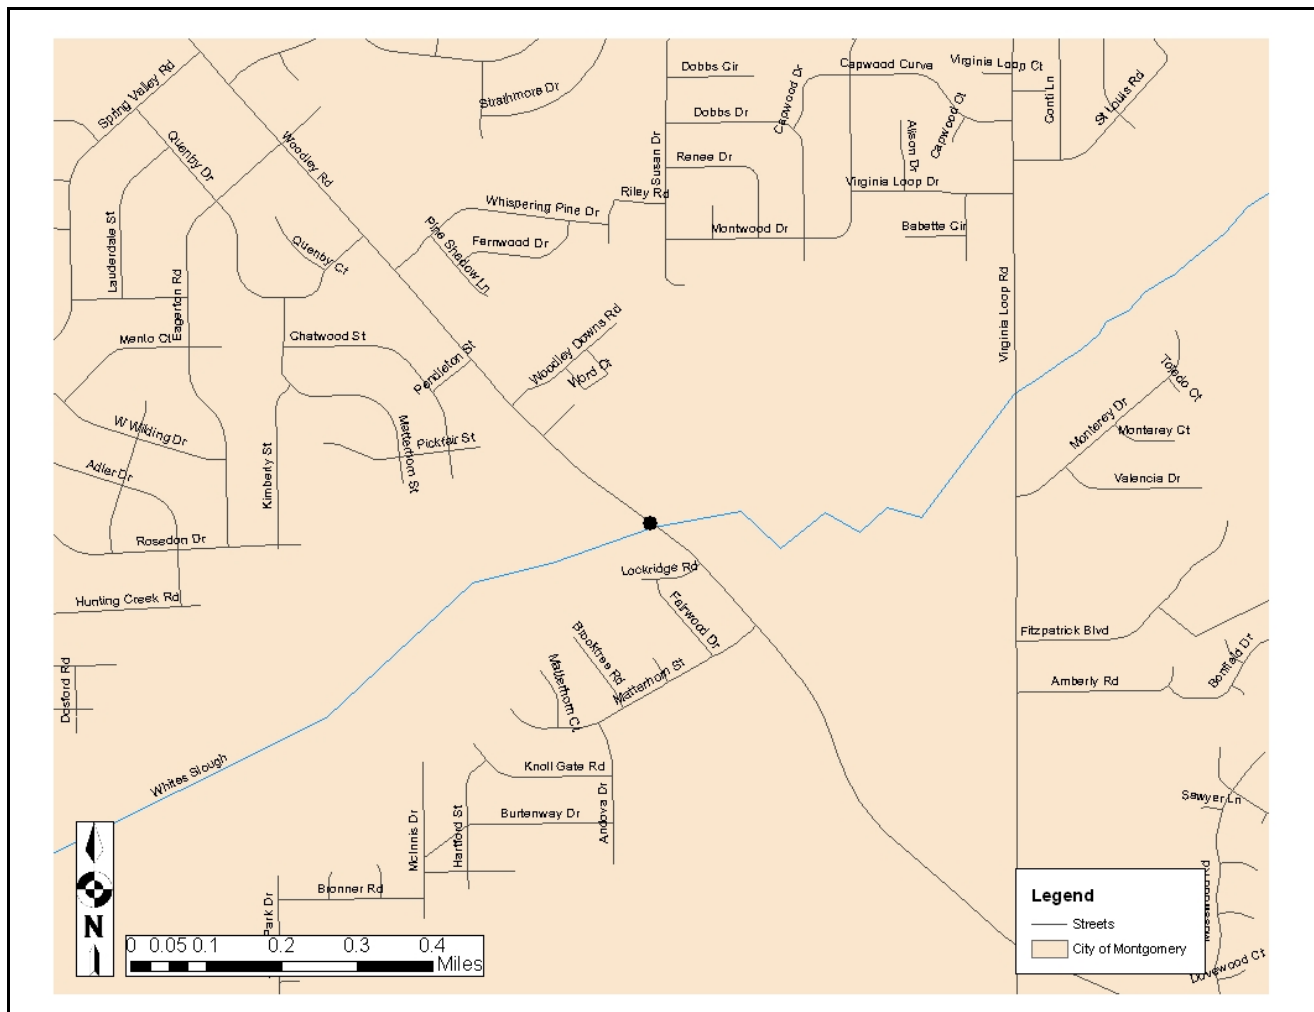 Spring Valley Rd
Strathmore Dr
Dobbs Cir
Capwood Curve
Virginia Loop Ct
Gonti Ln
St Louis Rd
Capwood Dr
Dobbs Dr
Quenby Dr
Woodley Rd
Susan Dr
Renee Dr
Alison Dr
Capwood Ct
Virginia Loop Dr
Riley Rd
Whispering Pine Dr
Lauderdale St
Quenby Ct
Pine Shadow Ln
Fernwood Dr
Montwood Dr
Babette Cir
Eagerton Rd
Virginia Loop Rd
Menlo Ct
Chatwood St
Pendleton St
Woodley Downs Rd
Word Ct
Toledo Ct
W Wilding Dr
Matterhorn St
Pickfair St
Monterey Dr
Monterey Ct
Adler Dr
Kimberly St
Valencia Dr
Rosedon Dr
Lockridge Rd
Hunting Creek Rd
Fairwood Dr
Fitzpatrick Blvd
Brooktree Rd
Matterhorn St
Dosford Rd
Matterhorn Ct
Amberly Rd
Bonfield Dr
Whites Slough
Knoll Gate Rd
Sawyer Ln
McInnis Dr
Hartford St
Burtenway Dr
Andova Dr
Bronner Rd
Park Dr
Legend
Streets
City of Montgomery
N
0 0.05 0.1 0.2 0.3 0.4
Miles
Dovewood Ct